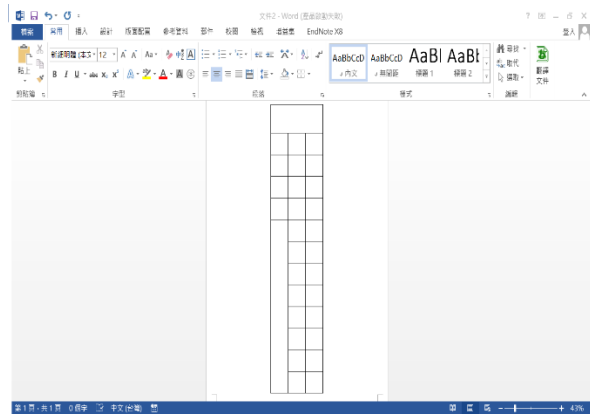 文件2 - Word (產品啟動失敗)
檔案 常用 插入 設計 版面配置 參考資料 郵件 校閱 檢視 增益集 EndNote X8 登入
新細明體 (本文 12 A A Aa 尋找
貼上 取代
B I U abc X₂ X² A A A 選取 翻譯文件
AaBbCcD AaBbCcD AaBl AaBb
內文 無間距 標題 1 標題 2
剪貼簿 字型 段落 樣式 編輯
第 1 頁，共 1 頁 0 個字 中文 (台灣) 43%